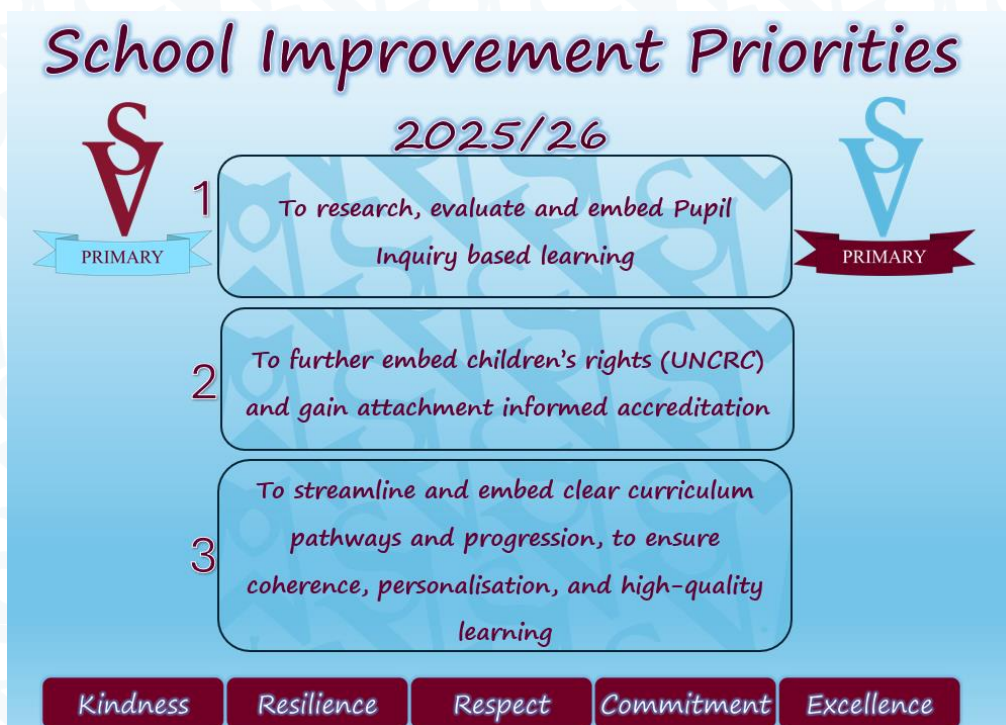 School Improvement Priorities
2025/26
SV
PRIMARY
SV
PRIMARY
1
To research, evaluate and embed Pupil
Inquiry based learning
2
To further embed children's rights (UNCRC)
and gain attachment informed accreditation
3
To streamline and embed clear curriculum
pathways and progression, to ensure
coherence, personalisation, and high-quality
learning
Kindness Resilience Respect Commitment Excellence